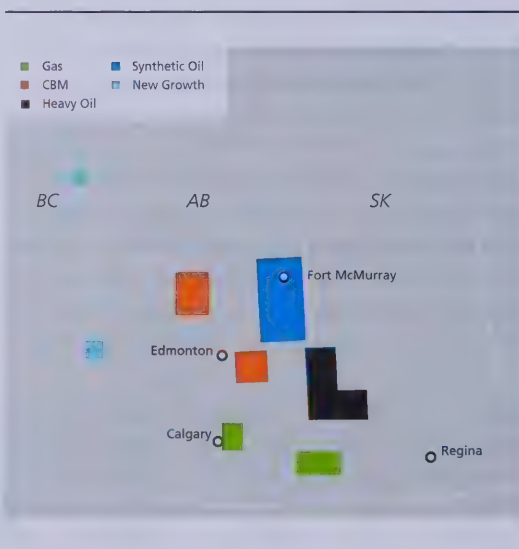 Gas
CBM
Heavy Oil
Synthetic Oil
New Growth
BC
AB
SK
Fort McMurray
Edmonton
Calgary
Regina